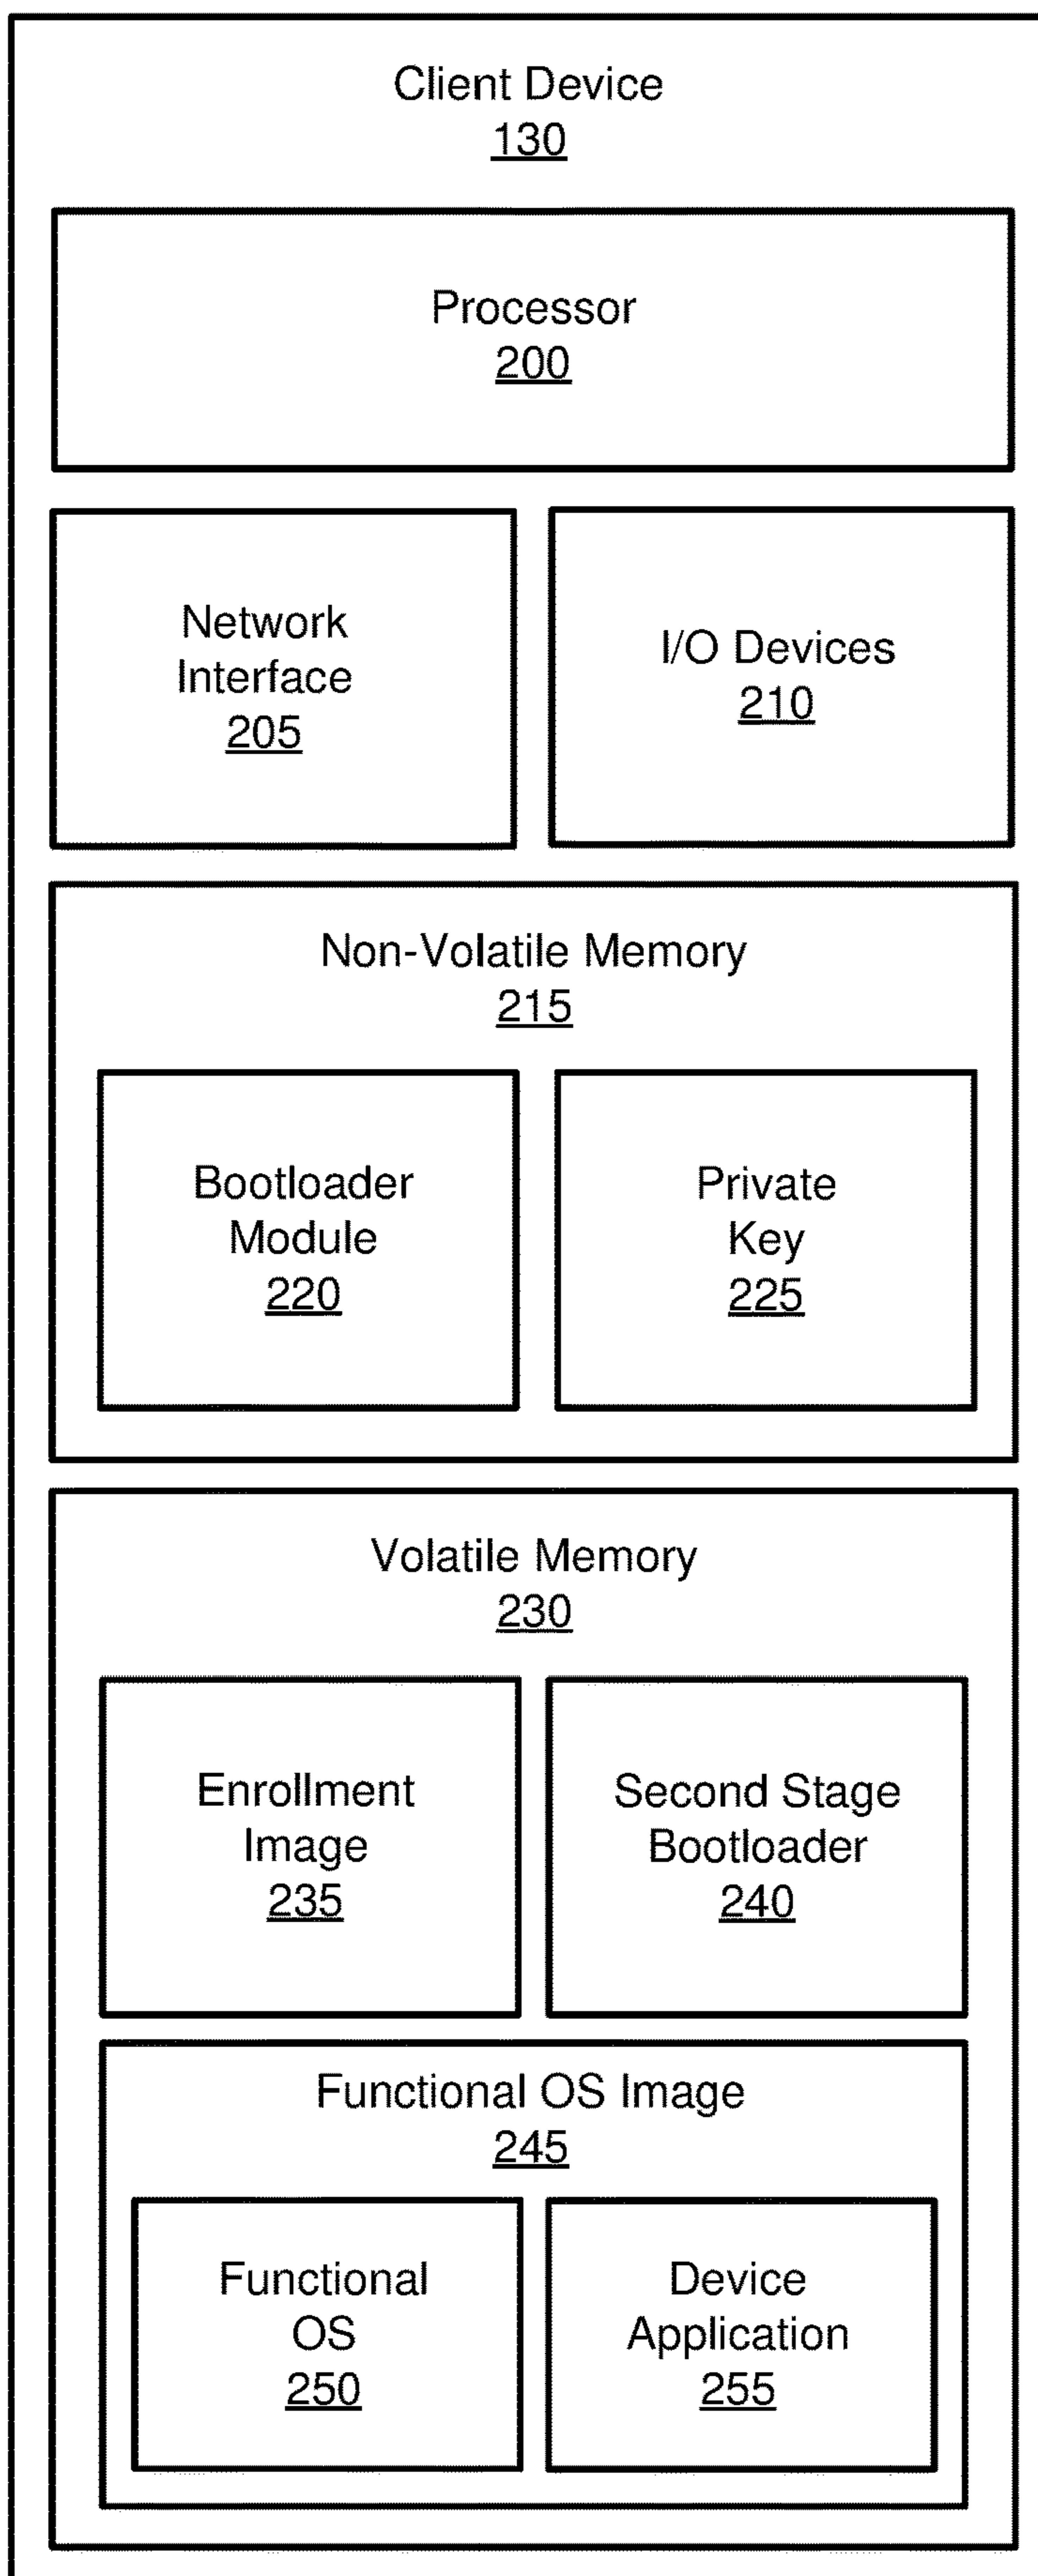 Client Device
130
Processor
200
Network
Interface
205
I/O Devices
210
Non-Volatile Memory
215
Bootloader
Module
220
Private
Key
225
Volatile Memory
230
Enrollment
Image
235
Second Stage
Bootloader
240
Functional OS Image
245
Functional
OS
250
Device
Application
255